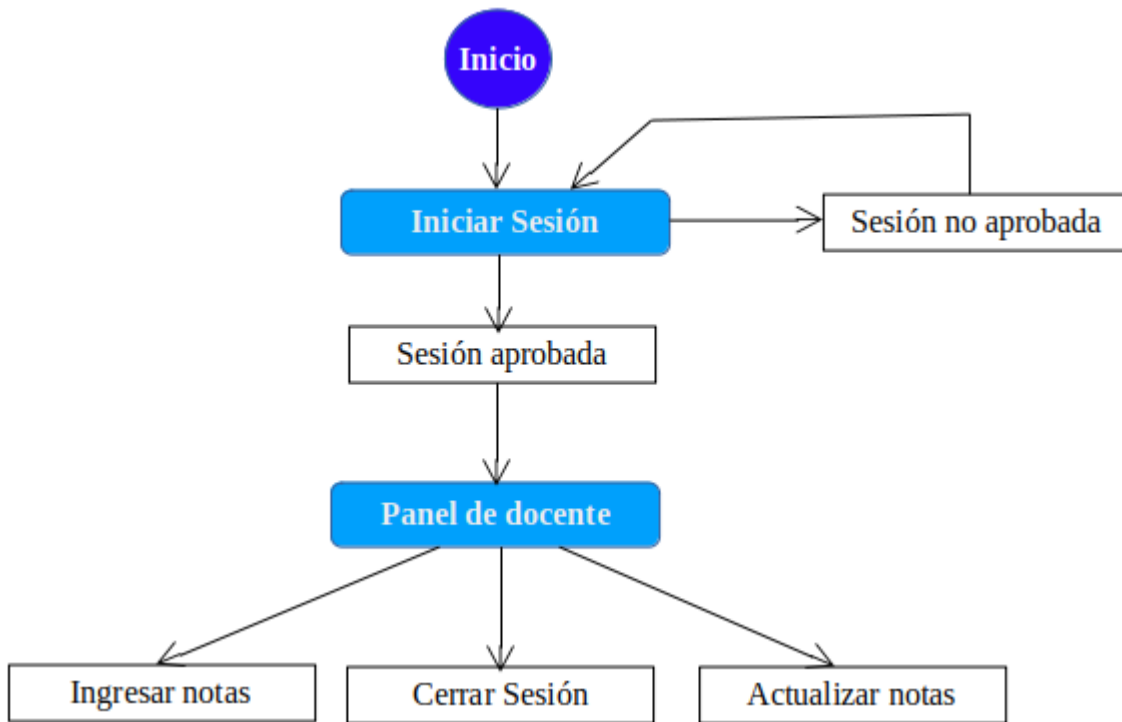 Inicio
Iniciar Sesión
Sesión no aprobada
Sesión aprobada
Panel de docente
Ingresar notas
Cerrar Sesión
Actualizar notas